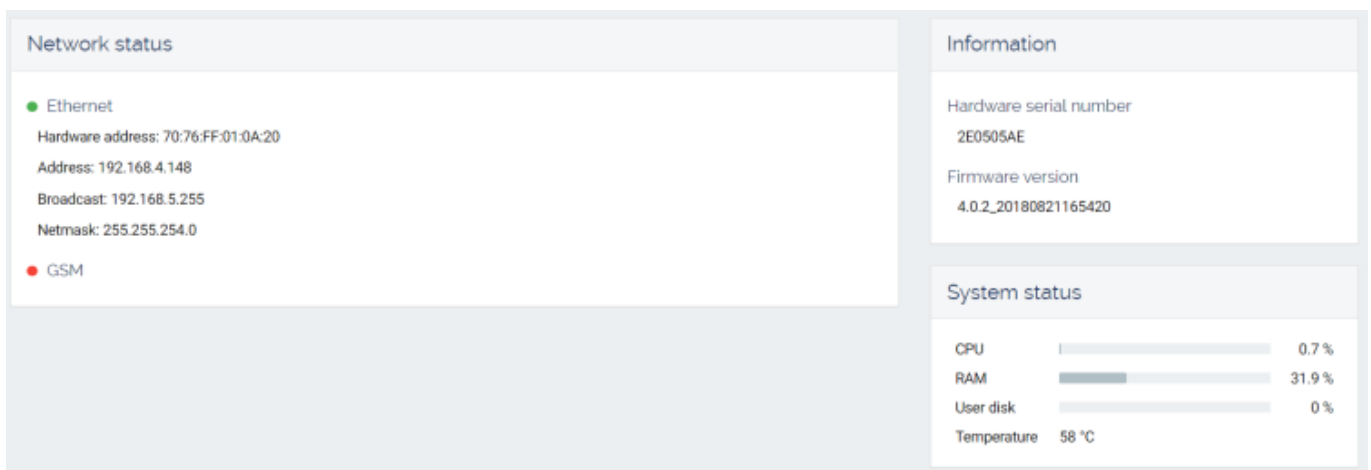 Network status
Ethernet
Hardware address: 70:76:FF:01:0A:20
Address: 192.168.4.148
Broadcast: 192.168.5.255
Netmask: 255.255.254.0
GSM
Information
Hardware serial number
2E0505AE
Firmware version
4.0.2_20180821165420
System status
CPU 0.7 %
RAM 31.9 %
User disk 0 %
Temperature 58 °C